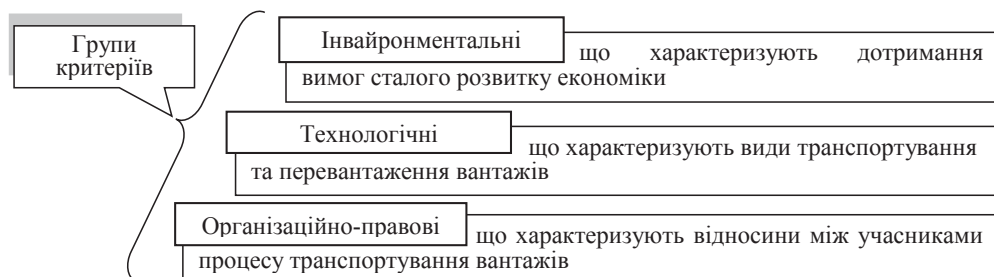 Групи
критеріїв
Інвайронментальні
що характеризують дотримання
вимог сталого розвитку економіки
Технологічні
що характеризують види транспортування
та перевантаження вантажів
Організаційно-правові
що характеризують відносини між учасниками
процесу транспортування вантажів